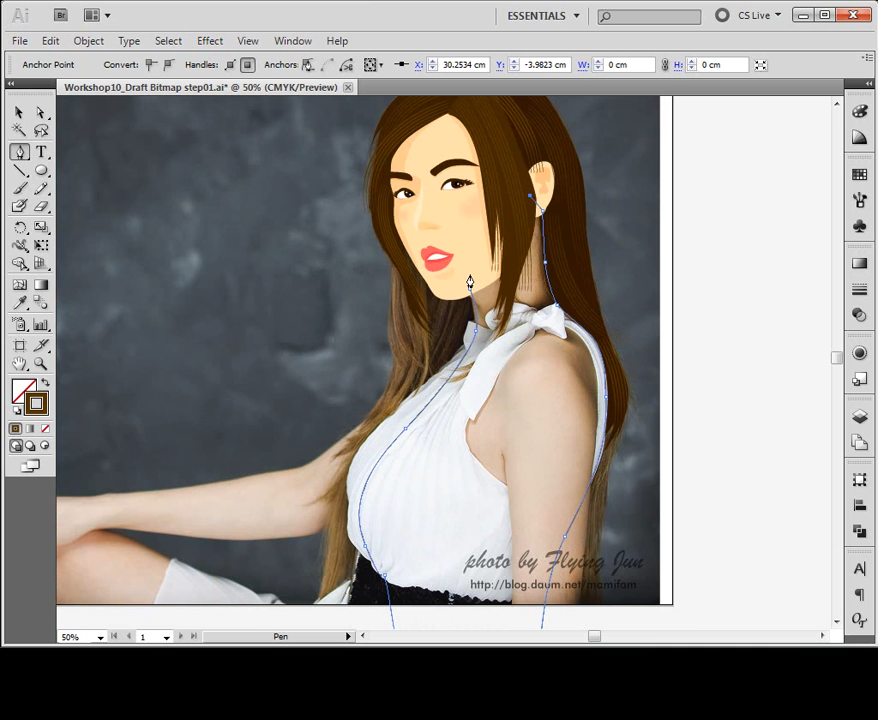 Ai Br ESSENTIALS CS Live
File Edit Object Type Select Effect View Window Help
Anchor Point Convert: Handles: Anchors: X: 30.2534 cm Y: -3.9823 cm W: 0 cm H: 0 cm
Workshop10_Draft Bitmap step01.ai* @ 50% (CMYK/Preview)
photo by Flying Jun
http://blog.daum.net/mamifam
50% 1 Pen